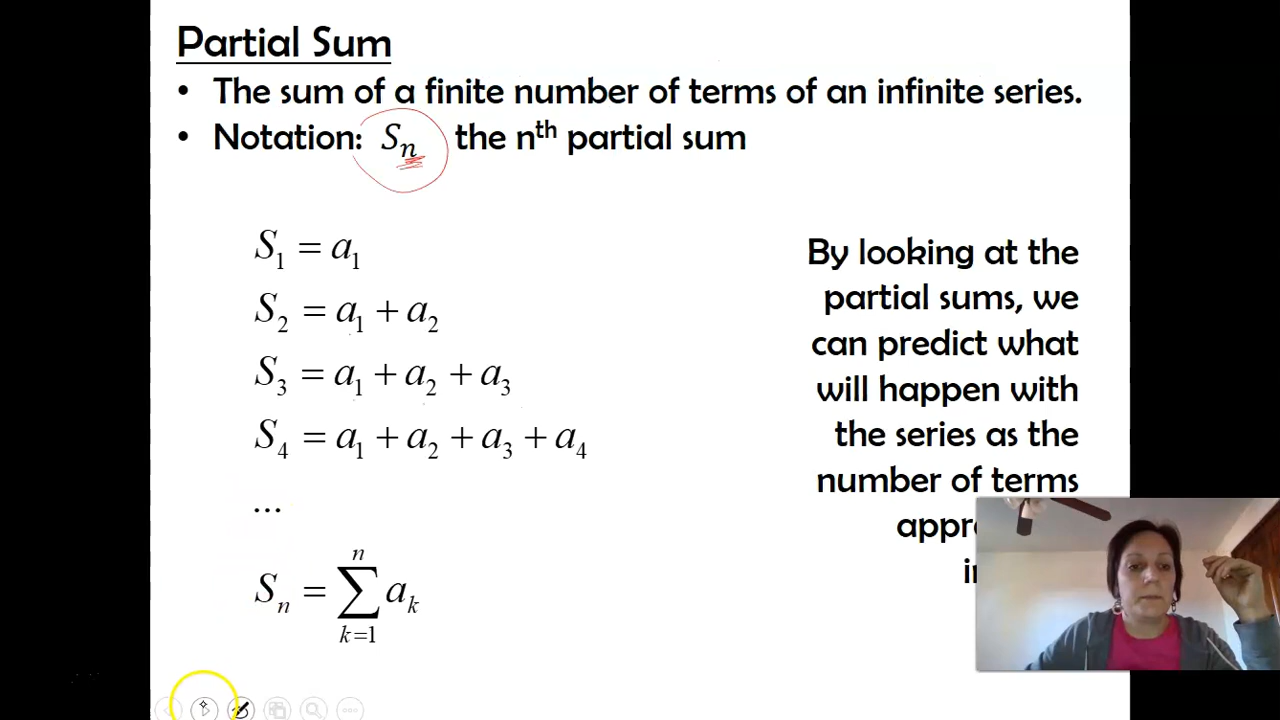 Partial Sum
• The sum of a finite number of terms of an infinite series.
• Notation: Sₙ the nᵗʰ partial sum
S₁ = a₁
S₂ = a₁ + a₂
S₃ = a₁ + a₂ + a₃
S₄ = a₁ + a₂ + a₃ + a₄
...
n
Sₙ = ∑ aₖ
k=1
By looking at the
partial sums, we
can predict what
will happen with
the series as the
number of terms